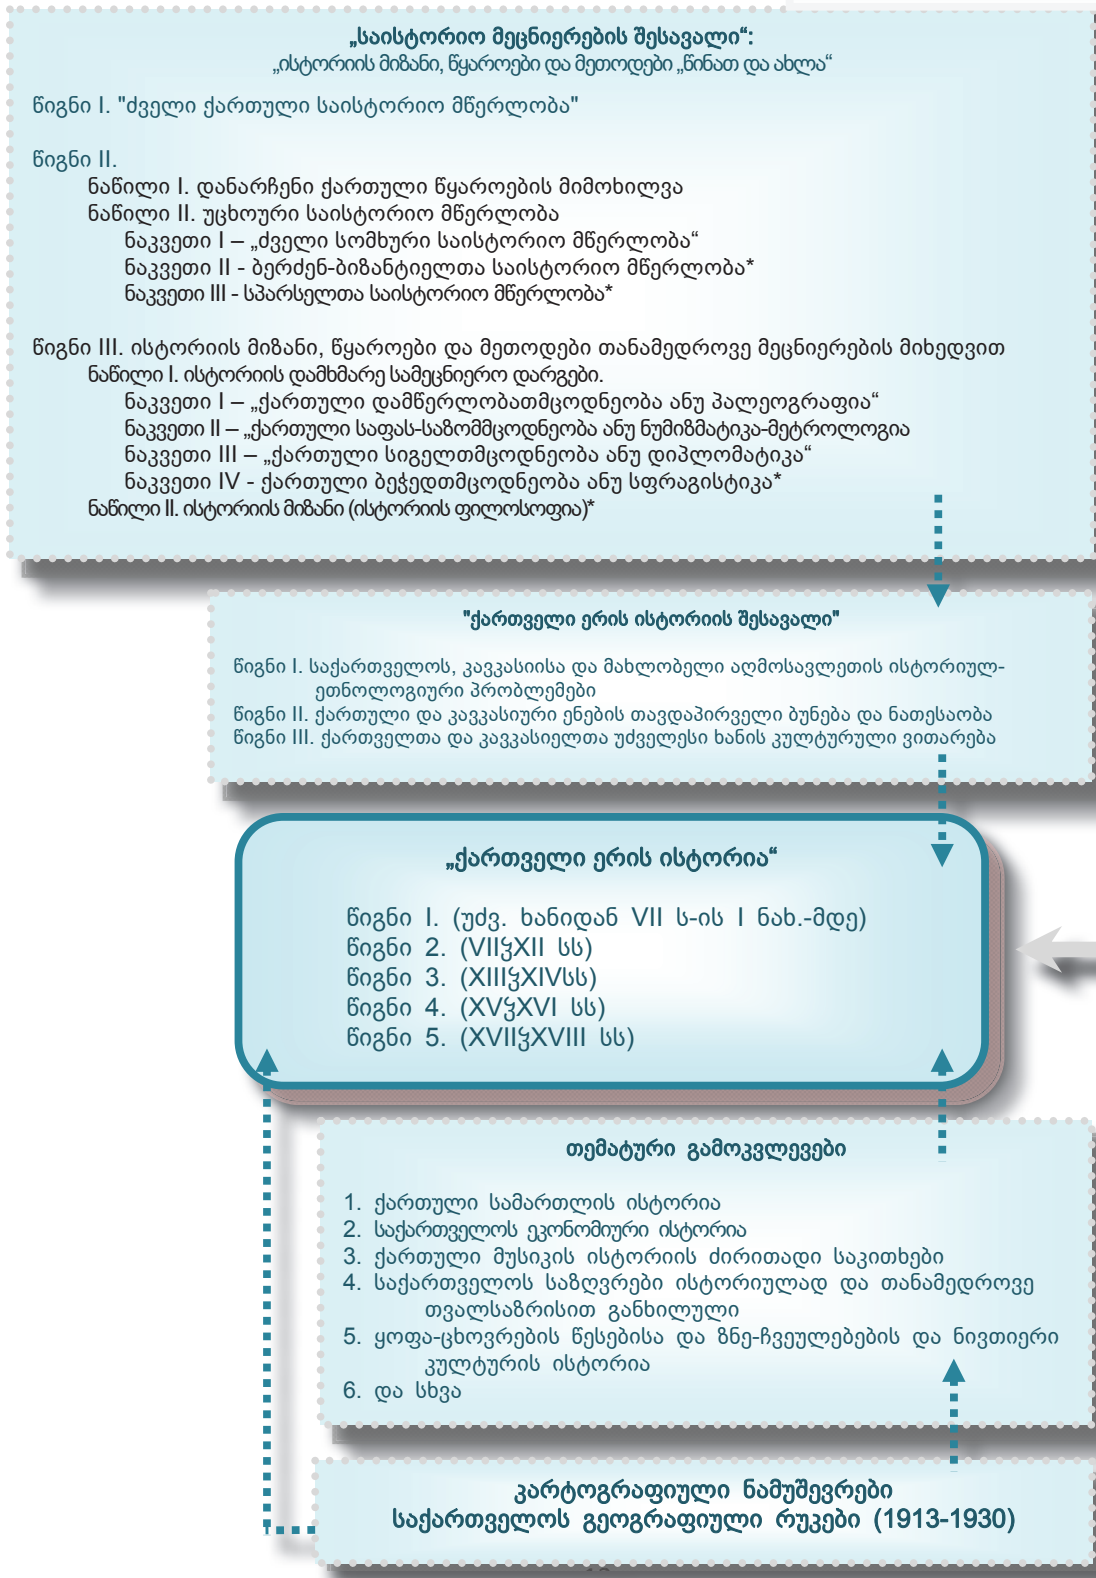 „საისტორიო მეცნიერების შესავალი“:
„ისტორიის მიზანი, წყაროები და მეთოდები „წინათ და ახლა“
წიგნი I. "ძველი ქართული საისტორიო მწერლობა"
წიგნი II.
ნაწილი I. დანარჩენი ქართული წყაროების მიმოხილვა
ნაწილი II. უცხოური საისტორიო მწერლობა
ნაკვეთი I – „ძველი სომხური საისტორიო მწერლობა“
ნაკვეთი II - ბერძენ-ბიზანტიელთა საისტორიო მწერლობა*
ნაკვეთი III - სპარსელთა საისტორიო მწერლობა*
წიგნი III. ისტორიის მიზანი, წყაროები და მეთოდები თანამედროვე მეცნიერების მიხედვით
ნაწილი I. ისტორიის დამხმარე სამეცნიერო დარგები.
ნაკვეთი I – „ქართული დამწერლობათმცოდნეობა ანუ პალეოგრაფია“
ნაკვეთი II – „ქართული საფას-საზომმცოდნეობა ანუ ნუმიზმატიკა-მეტროლოგია
ნაკვეთი III – „ქართული სიგელთმცოდნეობა ანუ დიპლომატიკა“
ნაკვეთი IV - ქართული ბეჭედთმცოდნეობა ანუ სფრაგისტიკა*
ნაწილი II. ისტორიის მიზანი (ისტორიის ფილოსოფია)*
"ქართველი ერის ისტორიის შესავალი"
წიგნი I. საქართველოს, კავკასიისა და მახლობელი აღმოსავლეთის ისტორიულ-
ეთნოლოგიური პრობლემები
წიგნი II. ქართული და კავკასიური ენების თავდაპირველი ბუნება და ნათესაობა
წიგნი III. ქართველთა და კავკასიელთა უძველესი ხანის კულტურული ვითარება
„ქართველი ერის ისტორია“
წიგნი I. (უძვ. ხანიდან VII ს-ის I ნახ.-მდე)
წიგნი 2. (VIIჯXII სს)
წიგნი 3. (XIIIჯXIVსს)
წიგნი 4. (XVჯXVI სს)
წიგნი 5. (XVIIჯXVIII სს)
თემატური გამოკვლევები
1. ქართული სამართლის ისტორია
2. საქართველოს ეკონომიური ისტორია
3. ქართული მუსიკის ისტორიის ძირითადი საკითხები
4. საქართველოს საზღვრები ისტორიულად და თანამედროვე
თვალსაზრისით განხილული
5. ყოფა-ცხოვრების წესებისა და ზნე-ჩვეულებების და ნივთიერი
კულტურის ისტორია
6. და სხვა
კარტოგრაფიული ნამუშევრები
საქართველოს გეოგრაფიული რუკები (1913-1930)